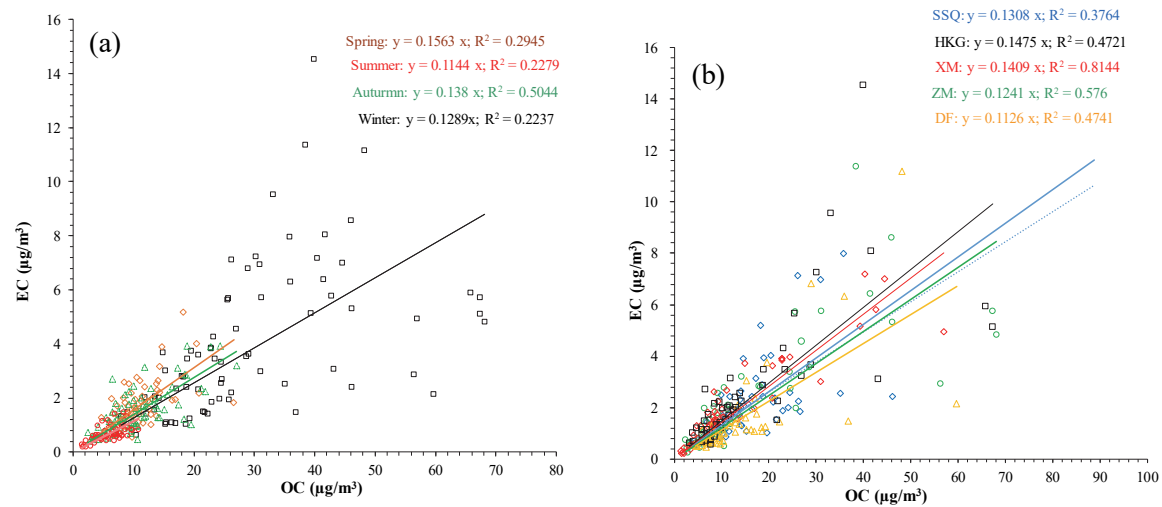 (a)
Spring: y = 0.1563 x; R² = 0.2945
Summer: y = 0.1144 x; R² = 0.2279
Auturmn: y = 0.138 x; R² = 0.5044
Winter: y = 0.1289x; R² = 0.2237
16
14
12
10
8
6
4
2
0
EC (µg/m³)
0 10 20 30 40 50 60 70 80
OC (µg/m³)
(b)
SSQ: y = 0.1308 x; R² = 0.3764
HKG: y = 0.1475 x; R² = 0.4721
XM: y = 0.1409 x; R² = 0.8144
ZM: y = 0.1241 x; R² = 0.576
DF: y = 0.1126 x; R² = 0.4741
16
14
12
10
8
6
4
2
0
EC (µg/m³)
0 10 20 30 40 50 60 70 80 90 100
OC (µg/m³)